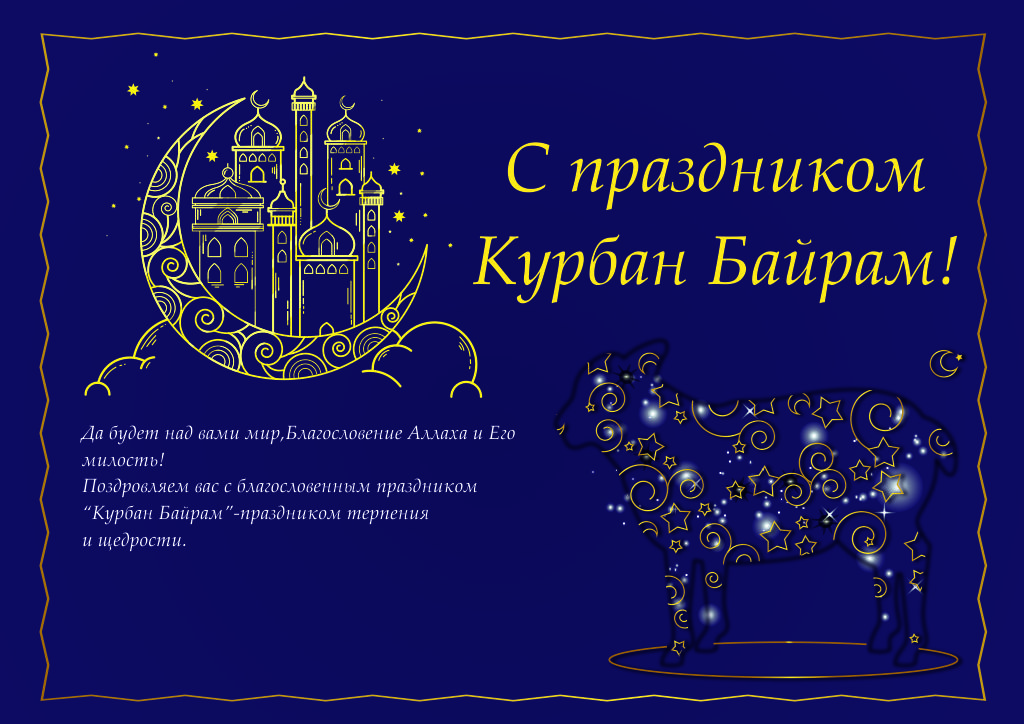 С праздником
Курбан Байрам!
Да будет над вами мир,Благословение Аллаха и Его
милость!
Поздровляем вас с благословенным праздником
“Курбан Байрам”-праздником терпения
и щедрости.